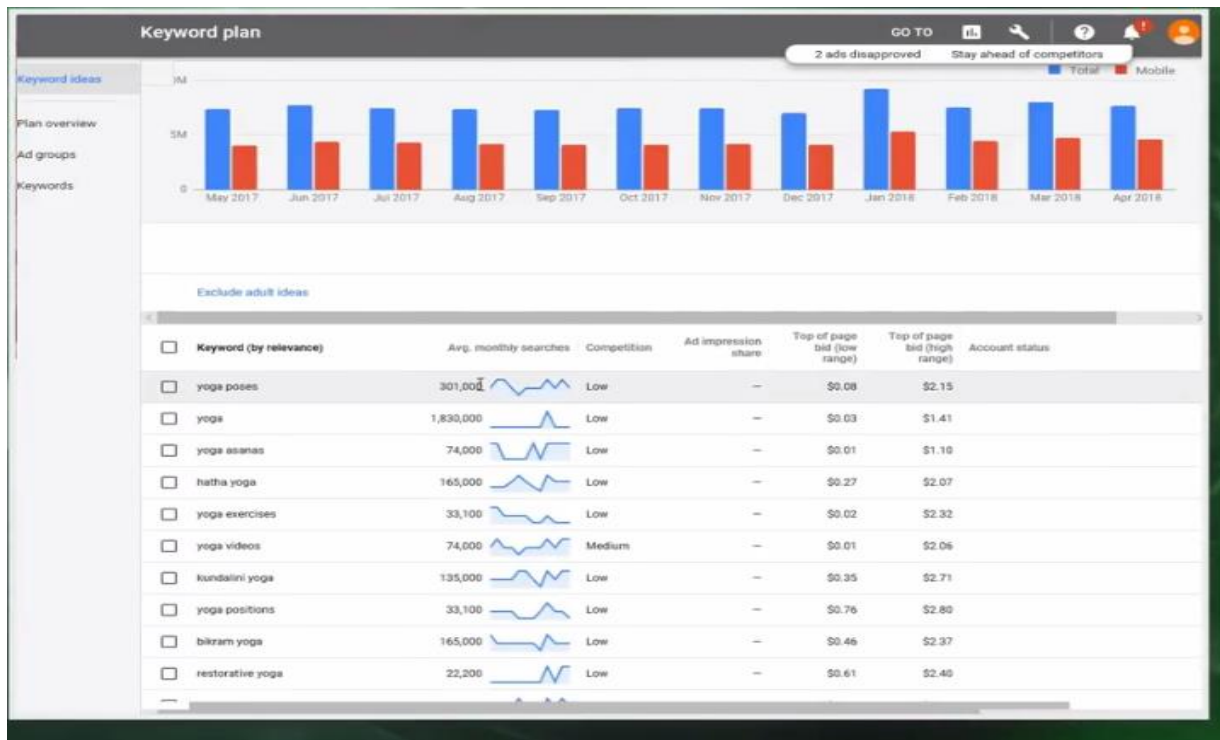 Keyword plan
GO TO
2 ads disapproved Stay ahead of competitors
Keyword ideas
Plan overview
Ad groups
Keywords
Total Mobile
0M
5M
0
May 2017 Jun 2017 Jul 2017 Aug 2017 Sep 2017 Oct 2017 Nov 2017 Dec 2017 Jan 2018 Feb 2018 Mar 2018 Apr 2018
Exclude adult ideas
Keyword (by relevance) Avg. monthly searches Competition Ad impression share Top of page bid (low range) Top of page bid (high range) Account status
yoga poses 301,000 Low – $0.08 $2.15
yoga 1,830,000 Low – $0.03 $1.41
yoga asanas 74,000 Low – $0.01 $1.10
hatha yoga 165,000 Low – $0.27 $2.07
yoga exercises 33,100 Low – $0.02 $2.32
yoga videos 74,000 Medium – $0.01 $2.06
kundalini yoga 135,000 Low – $0.35 $2.71
yoga positions 33,100 Low – $0.76 $2.80
bikram yoga 165,000 Low – $0.46 $2.37
restorative yoga 22,200 Low – $0.61 $2.40